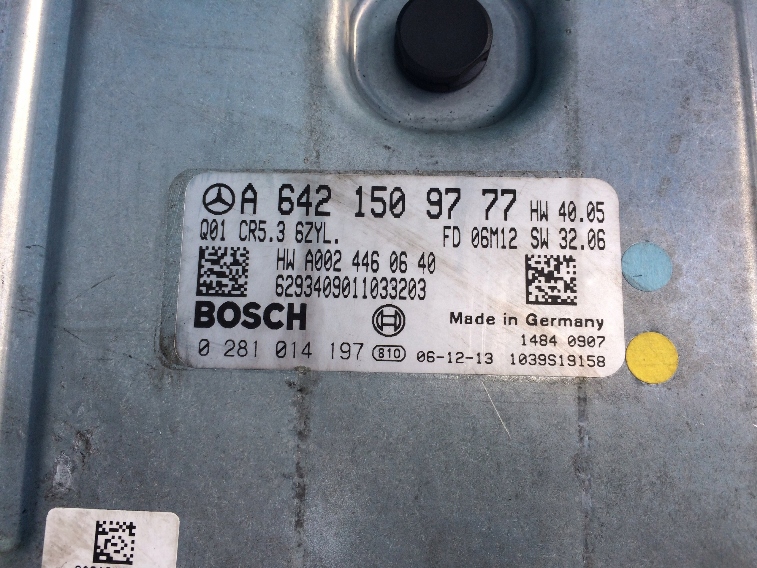 A 642 150 97 77 HW 40.05
Q01 CR5.3 6ZYL. FD 06M12 SW 32.06
HW A002 446 06 40
6293409011033203
BOSCH Made in Germany
1484 0907
0 281 014 197 810 06-12-13 1039S19158